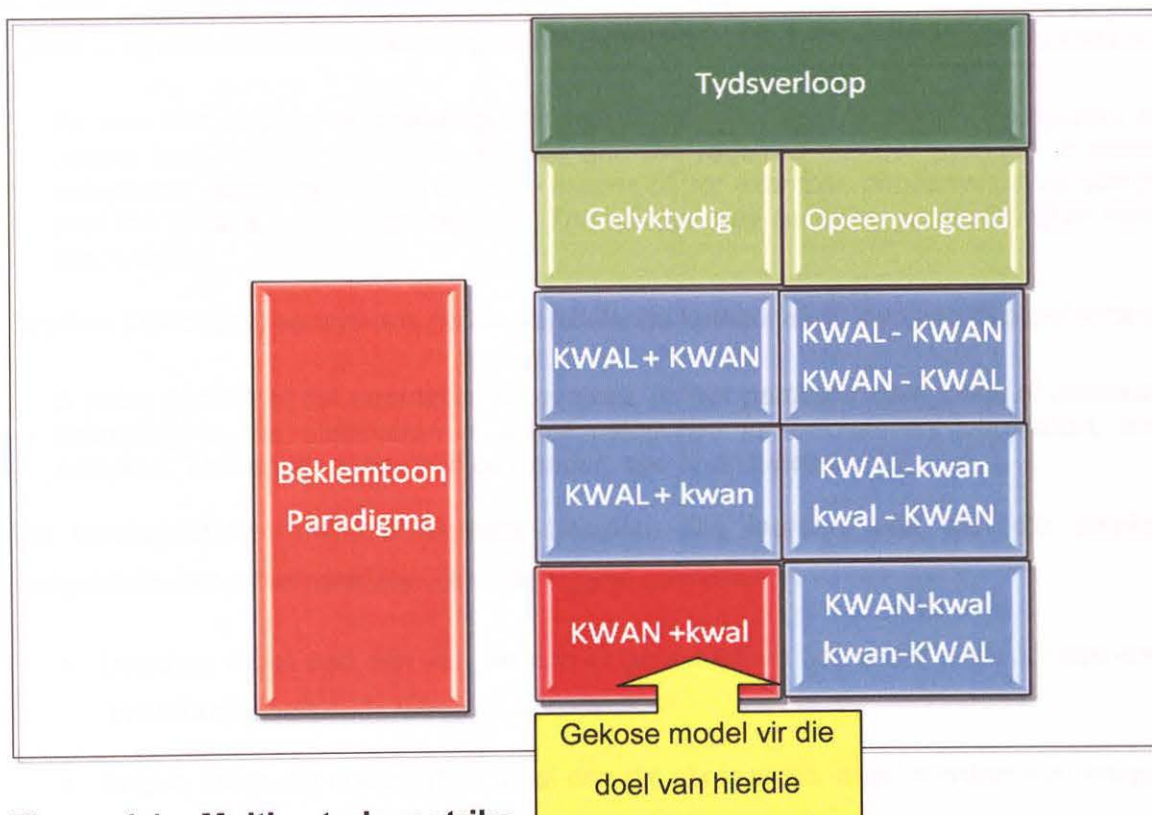 Tydsverloop
Gelyktydig
Opeenvolgend
Beklemtoon
Paradigma
KWAL + KWAN
KWAL - KWAN
KWAN - KWAL
KWAL + kwan
KWAL-kwan
kwal - KWAN
KWAN +kwal
KWAN-kwal
kwan-KWAL
Gekose model vir die
doel van hierdie